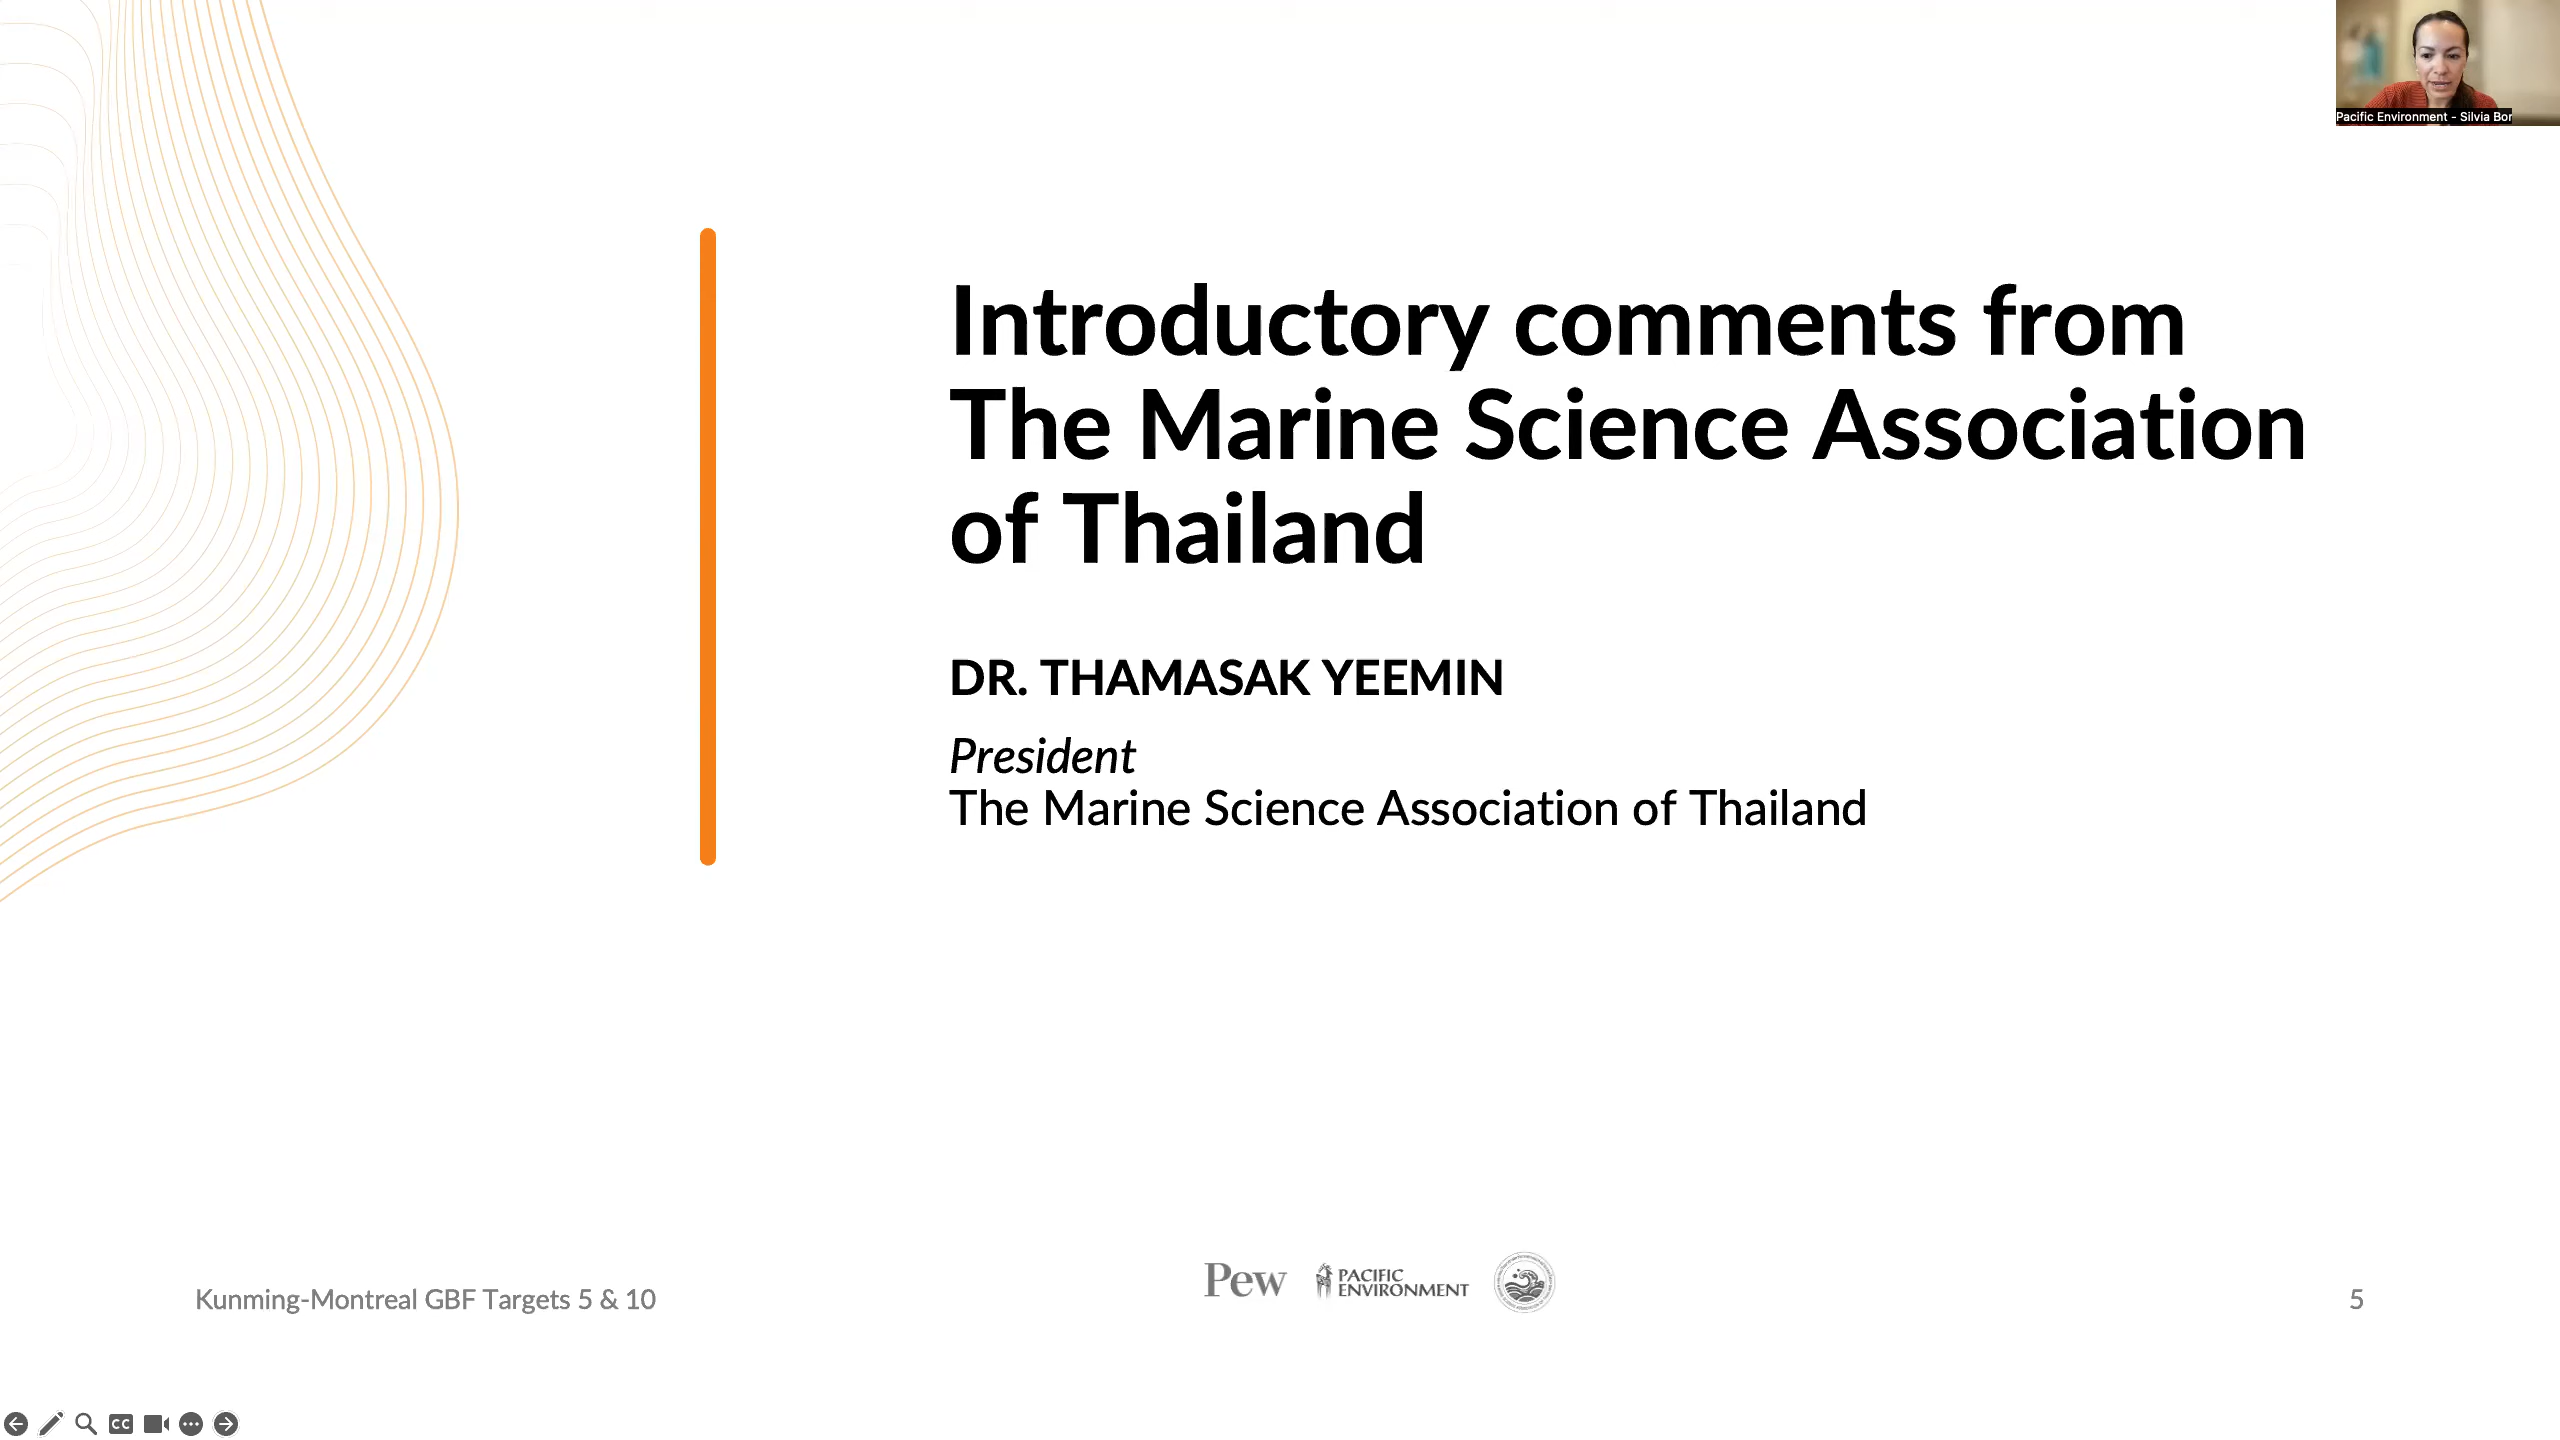 Pacific Environment - Silvia Bor
Introductory comments from
The Marine Science Association
of Thailand
DR. THAMASAK YEEMIN
President
The Marine Science Association of Thailand
Kunming-Montreal GBF Targets 5 & 10
Pew
PACIFIC
ENVIRONMENT
5
CC